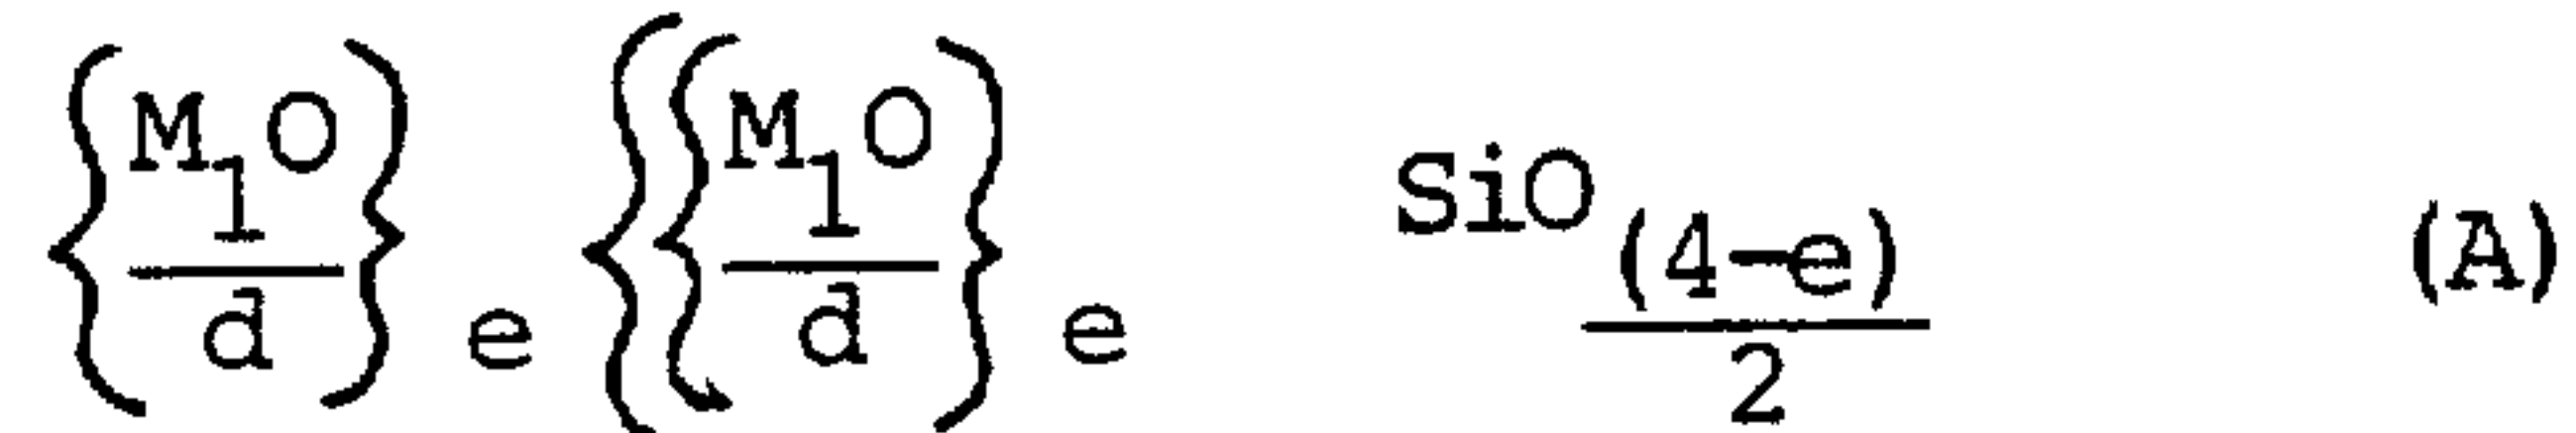 {M₁O/d}e {{M₁O/d}e SiO(4-e)/2 (A)